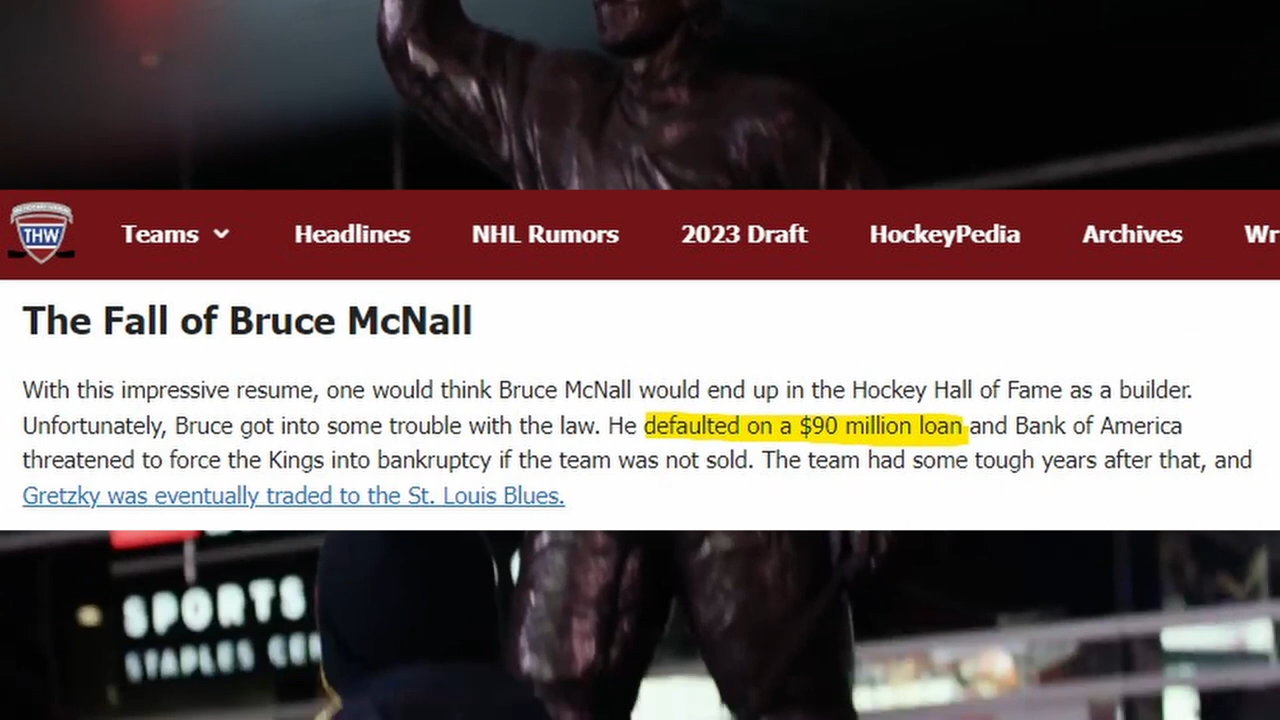 THW
Teams
Headlines
NHL Rumors
2023 Draft
HockeyPedia
Archives
Wr
The Fall of Bruce McNall
With this impressive resume, one would think Bruce McNall would end up in the Hockey Hall of Fame as a builder.
Unfortunately, Bruce got into some trouble with the law. He defaulted on a $90 million loan and Bank of America
threatened to force the Kings into bankruptcy if the team was not sold. The team had some tough years after that, and
Gretzky was eventually traded to the St. Louis Blues.
SPORTS
STAPLES CEN